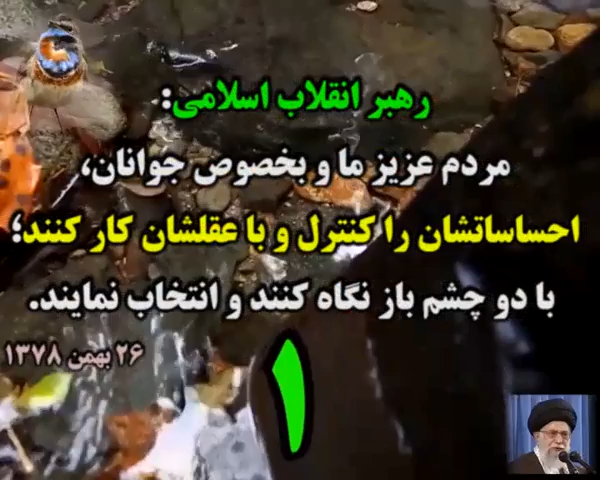 رهبر انقلاب اسلامی:
مردم عزیز ما و بخصوص جوانان،
احساساتشان را کنترل و با عقلشان کار کنند؛
با دو چشم باز نگاه کنند و انتخاب نمایند.
۲۶ بهمن ۱۳۷۸
۱